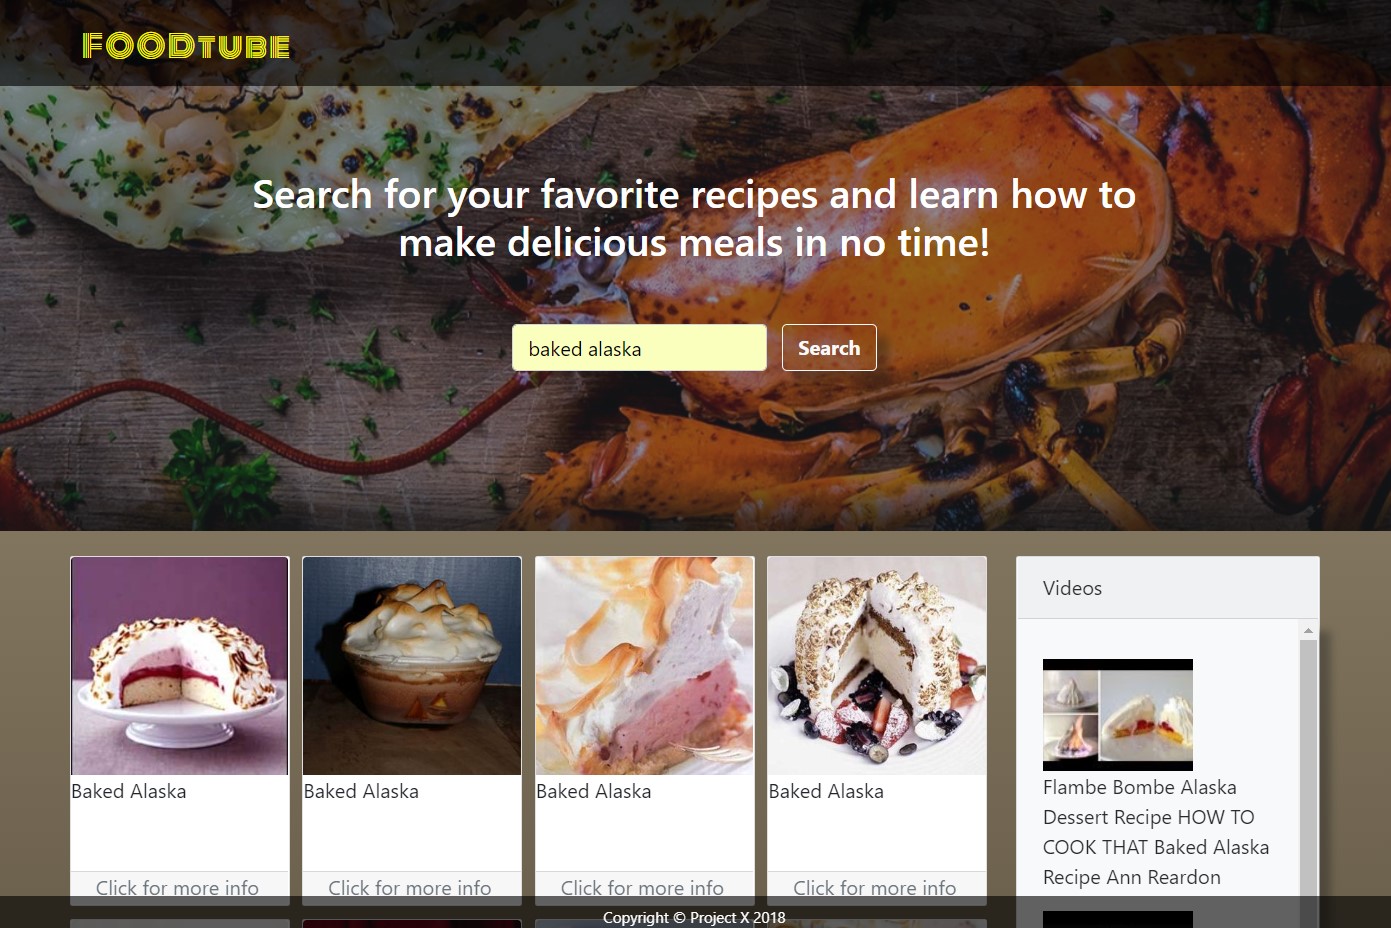 FOODTUBE
Search for your favorite recipes and learn how to
make delicious meals in no time!
baked alaska
Search
Baked Alaska
Click for more info
Baked Alaska
Click for more info
Baked Alaska
Click for more info
Baked Alaska
Click for more info
Videos
Flambe Bombe Alaska
Dessert Recipe HOW TO
COOK THAT Baked Alaska
Recipe Ann Reardon
Copyright © Project X 2018